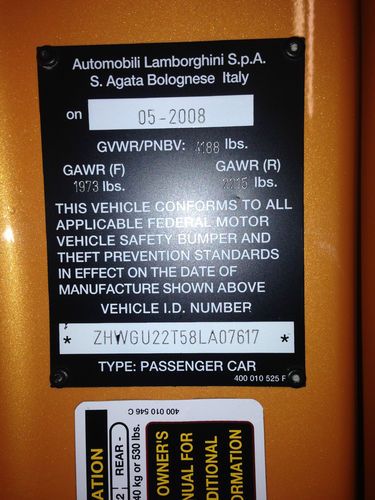 Automobili Lamborghini S.p.A.
S. Agata Bolognese Italy
on 05-2008
GVWR/PNBV: 4188 lbs.
GAWR (F) GAWR (R)
1973 lbs. 2215 lbs.
THIS VEHICLE CONFORMS TO ALL
APPLICABLE FEDERAL MOTOR
VEHICLE SAFETY BUMPER AND
THEFT PREVENTION STANDARDS
IN EFFECT ON THE DATE OF
MANUFACTURE SHOWN ABOVE
VEHICLE I.D. NUMBER
* ZHWGU22T58LA07617 *
TYPE: PASSENGER CAR
400 010 525 F
400 010 546 C
ATION
2 REAR -
40 kg or 530 lbs.
OWNER'S
NUAL FOR
DITIONAL
ORMATION